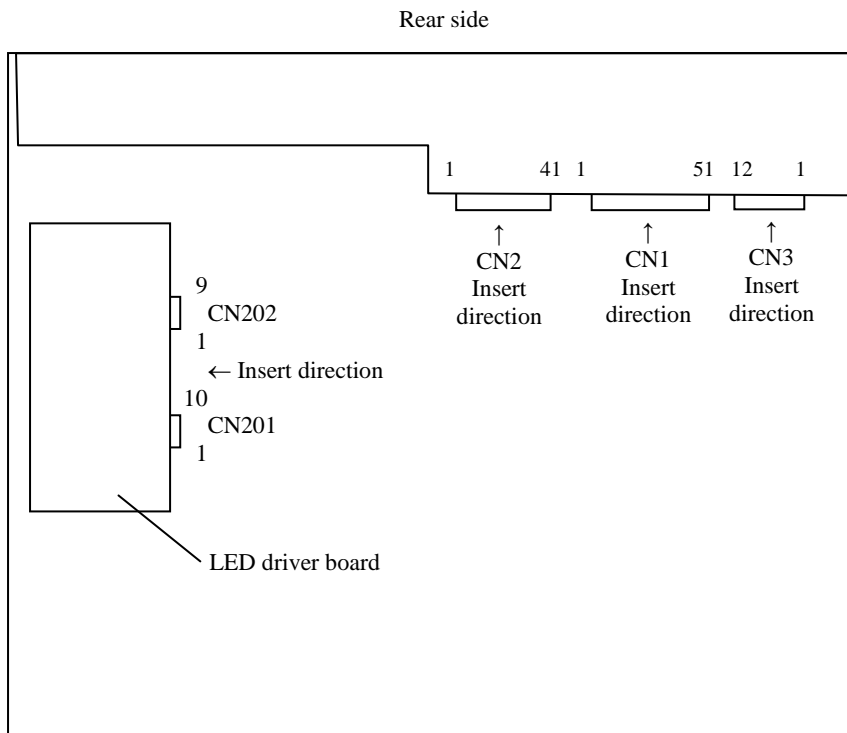 Rear side
1 41 1 51 12 1
↑ ↑ ↑
CN2 CN1 CN3
Insert Insert Insert
direction direction direction
9
CN202
1
← Insert direction
10
CN201
1
LED driver board